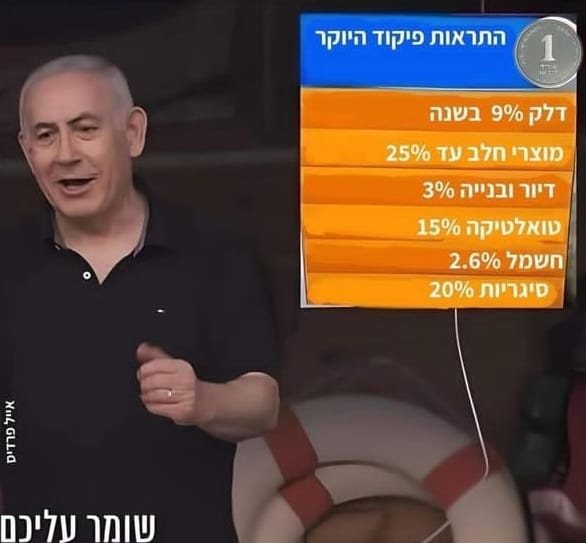 התראות פיקוד היוקר
1
דלק 9% בשנה
מוצרי חלב עד 25%
דיור ובנייה 3%
טואלטיקה 15%
חשמל 2.6%
סיגריות 20%
אייל פרדיס
שומר עליכם